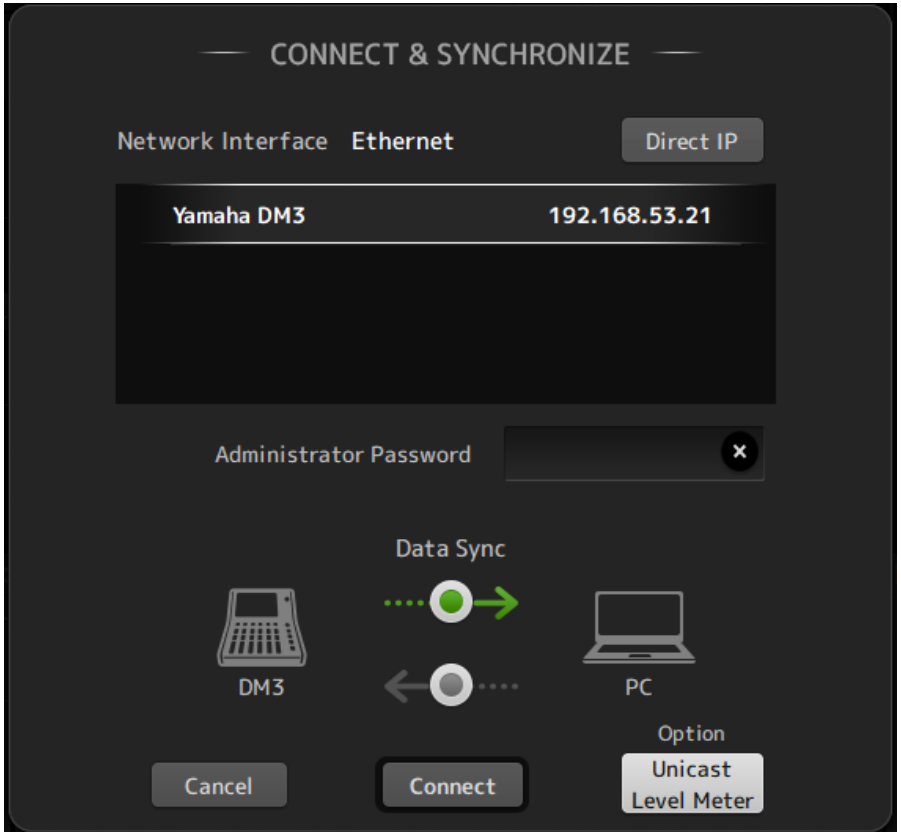 CONNECT & SYNCHRONIZE
Network Interface Ethernet Direct IP
Yamaha DM3 192.168.53.21
Administrator Password
Data Sync
DM3 PC
Option
Cancel Connect Unicast
Level Meter